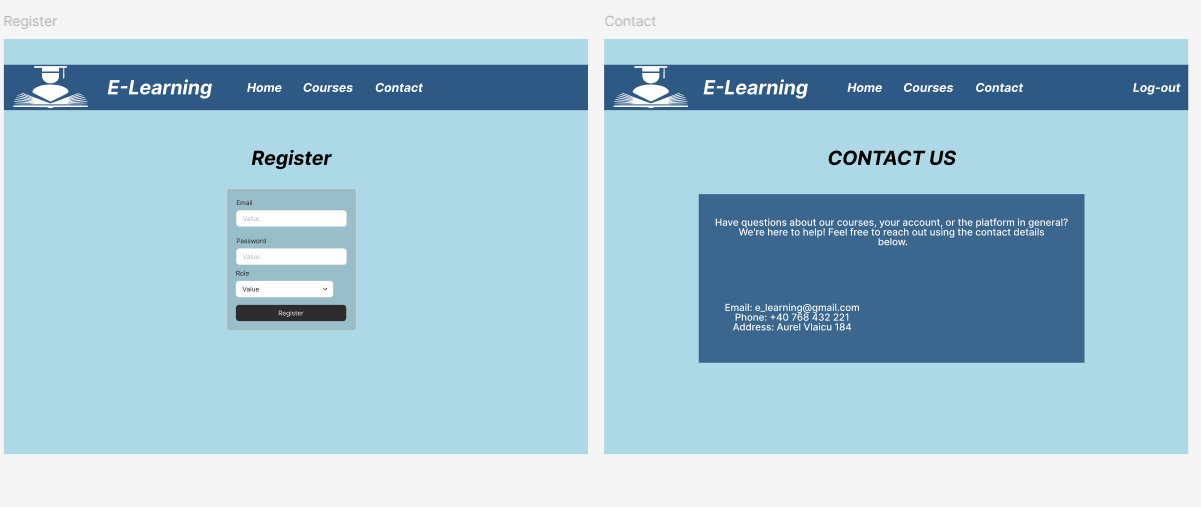 Register
E-Learning Home Courses Contact
Register
Email
Value
Password
Value
Role
Value
Register
Contact
E-Learning Home Courses Contact Log-out
CONTACT US
Have questions about our courses, your account, or the platform in general?
We're here to help! Feel free to reach out using the contact details
below.
Email: e_learning@gmail.com
Phone: +40 768 432 221
Address: Aurel Vlaicu 184